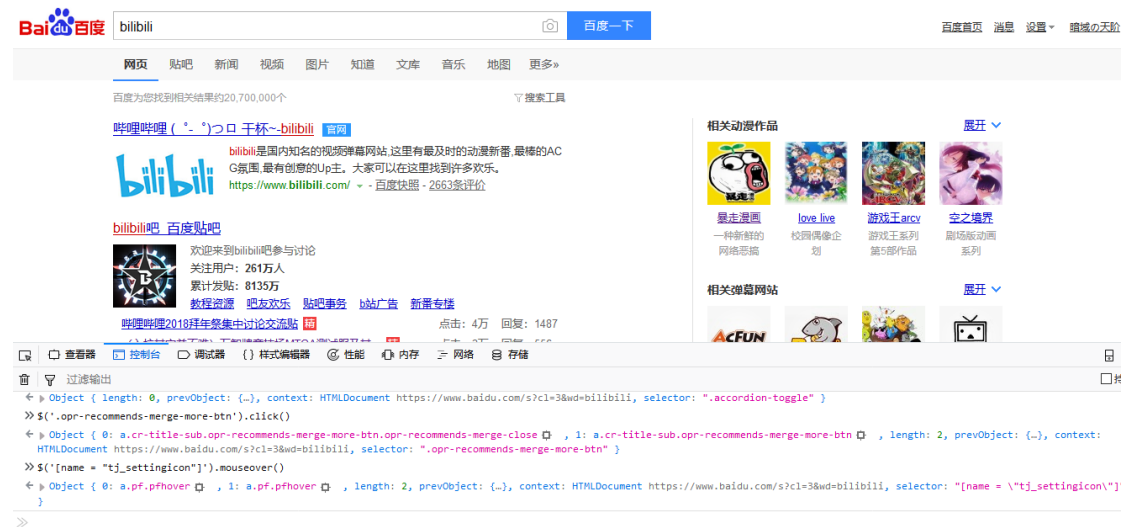 Bai du 百度 bilibili 百度一下 百度首页 消息 设置 暗域の天阶
网页 贴吧 新闻 视频 图片 知道 文库 音乐 地图 更多»
百度为您找到相关结果约20,700,000个 搜索工具
哔哩哔哩 ( ゜- ゜)つロ 干杯~-bilibili 官网
bilibili
bilibili是国内知名的视频弹幕网站,这里有最及时的动漫新番,最棒的AC
G氛围,最有创意的Up主。大家可以在这里找到许多欢乐。
https://www.bilibili.com/ - 百度快照 - 2663条评价
bilibili吧_百度贴吧
B
欢迎来到bilibili吧参与讨论
关注用户: 261万人
累计发贴: 8135万
教程资源 吧友欢乐 贴吧事务 b站广告 新番专楼
哔哩哔哩2018拜年祭集中讨论交流贴 精 点击: 4万 回复: 1487
相关动漫作品 展开
暴走漫画 love live 游戏王arcv 空之境界
一种新鲜的 校园偶像企 游戏王系列 剧场版动画
网络恶搞 划 第5部作品 系列
相关弹幕网站 展开
ACFUN
查看器 控制台 调试器 {} 样式编辑器 性能 内存 网络 存储
过滤输出
Object { length: 0, prevObject: {…}, context: HTMLDocument https://www.baidu.com/s?cl=3&wd=bilibili, selector: ".accordion-toggle" }
» $('.opr-recommends-merge-more-btn').click()
Object { 0: a.cr-title-sub.opr-recommends-merge-more-btn.opr-recommends-merge-close , 1: a.cr-title-sub.opr-recommends-merge-more-btn , length: 2, prevObject: {…}, context:
HTMLDocument https://www.baidu.com/s?cl=3&wd=bilibili, selector: ".opr-recommends-merge-more-btn" }
» $('[name = "tj_settingicon"]').mouseover()
Object { 0: a.pf.pfhover , 1: a.pf.pfhover , length: 2, prevObject: {…}, context: HTMLDocument https://www.baidu.com/s?cl=3&wd=bilibili, selector: "[name = \"tj_settingicon\"]"
}
»